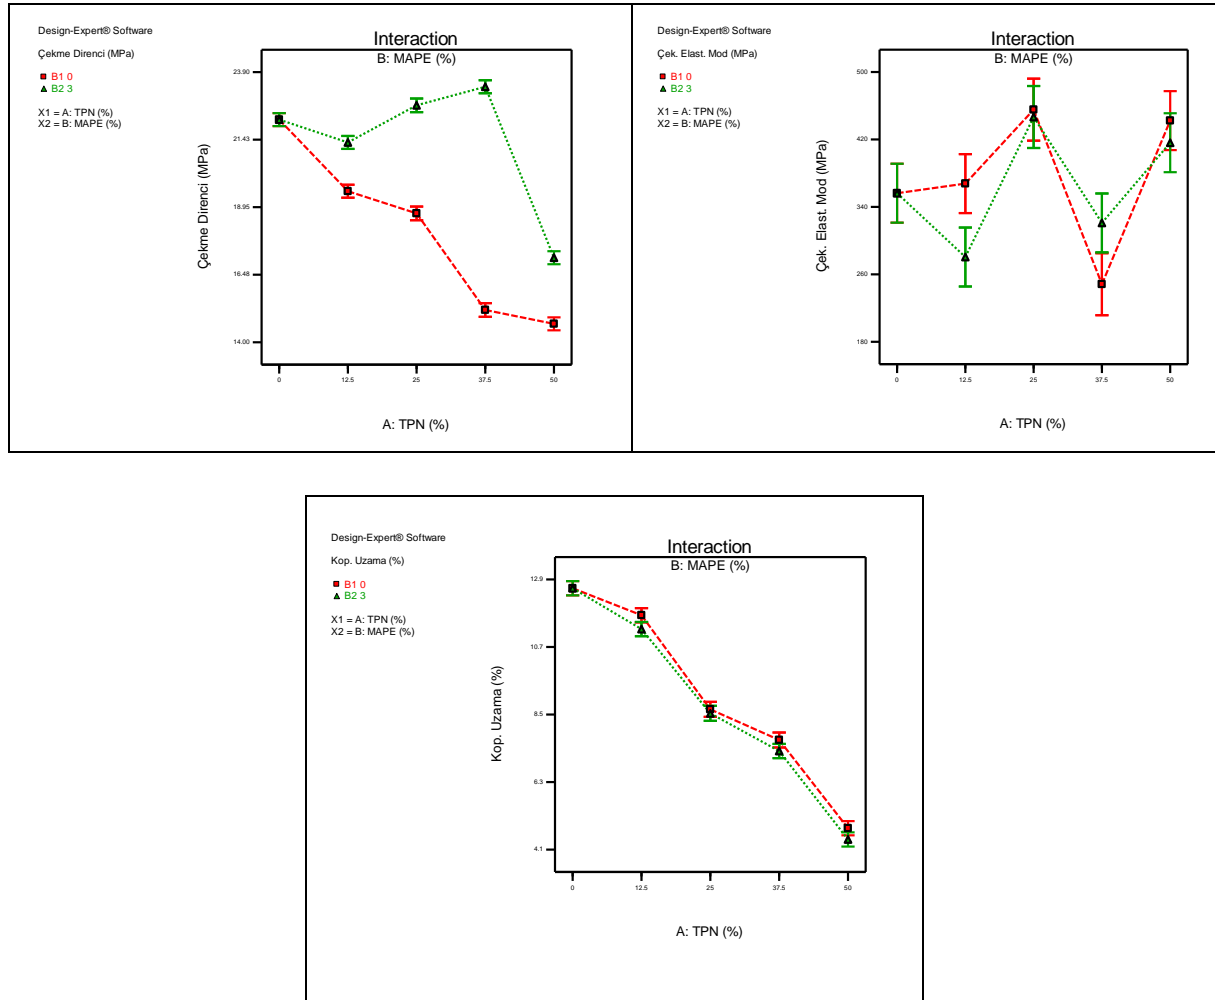 Design-Expert® Software
Çekme Direnci (MPa)
B1 0
B2 3
X1 = A: TPN (%)
X2 = B: MAPE (%)
Interaction
B: MAPE (%)
Çekme Direnci (MPa)
23.90
21.43
18.95
16.48
14.00
0 12.5 25 37.5 50
A: TPN (%)
Design-Expert® Software
Çek. Elast. Mod (MPa)
B1 0
B2 3
X1 = A: TPN (%)
X2 = B: MAPE (%)
Interaction
B: MAPE (%)
Çek. Elast. Mod (MPa)
500
420
340
260
180
0 12.5 25 37.5 50
A: TPN (%)
Design-Expert® Software
Kop. Uzama (%)
B1 0
B2 3
X1 = A: TPN (%)
X2 = B: MAPE (%)
Interaction
B: MAPE (%)
Kop. Uzama (%)
12.9
10.7
8.5
6.3
4.1
0 12.5 25 37.5 50
A: TPN (%)